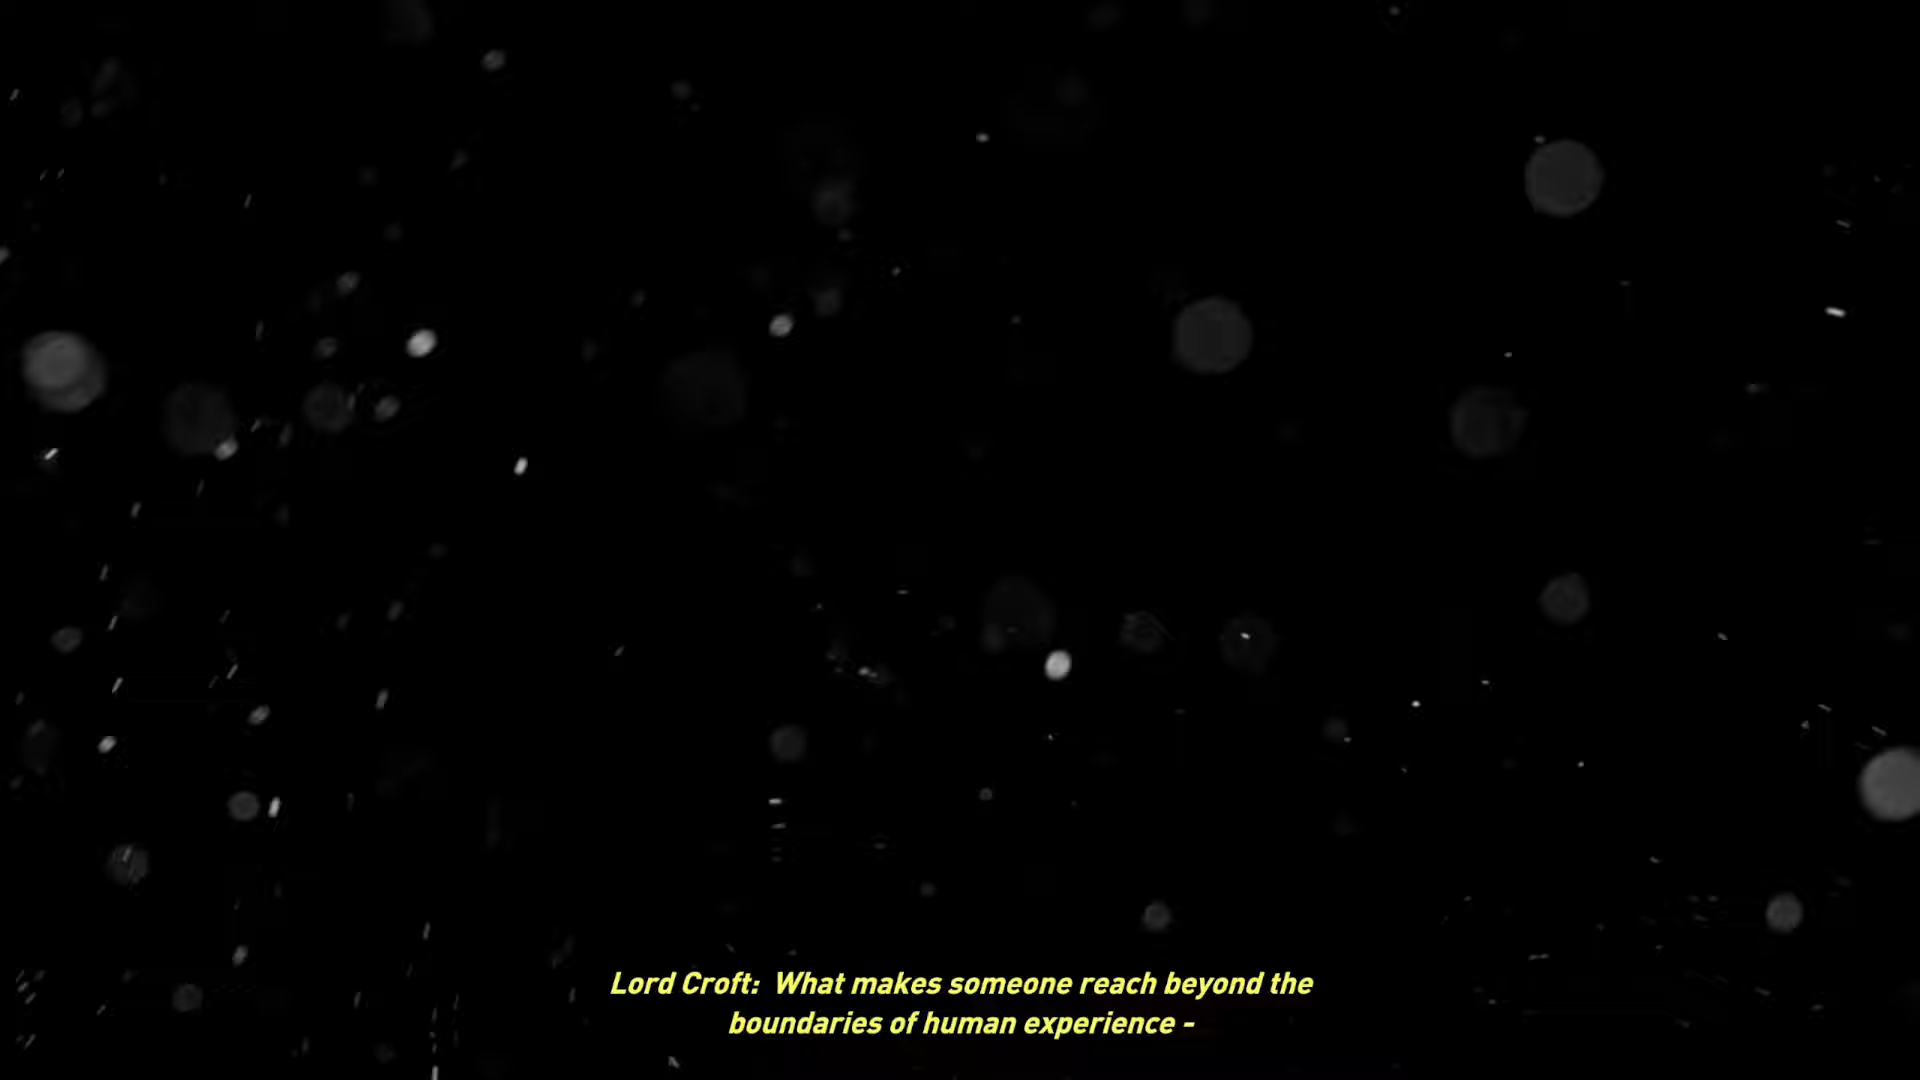 Lord Croft:  What makes someone reach beyond the
boundaries of human experience -